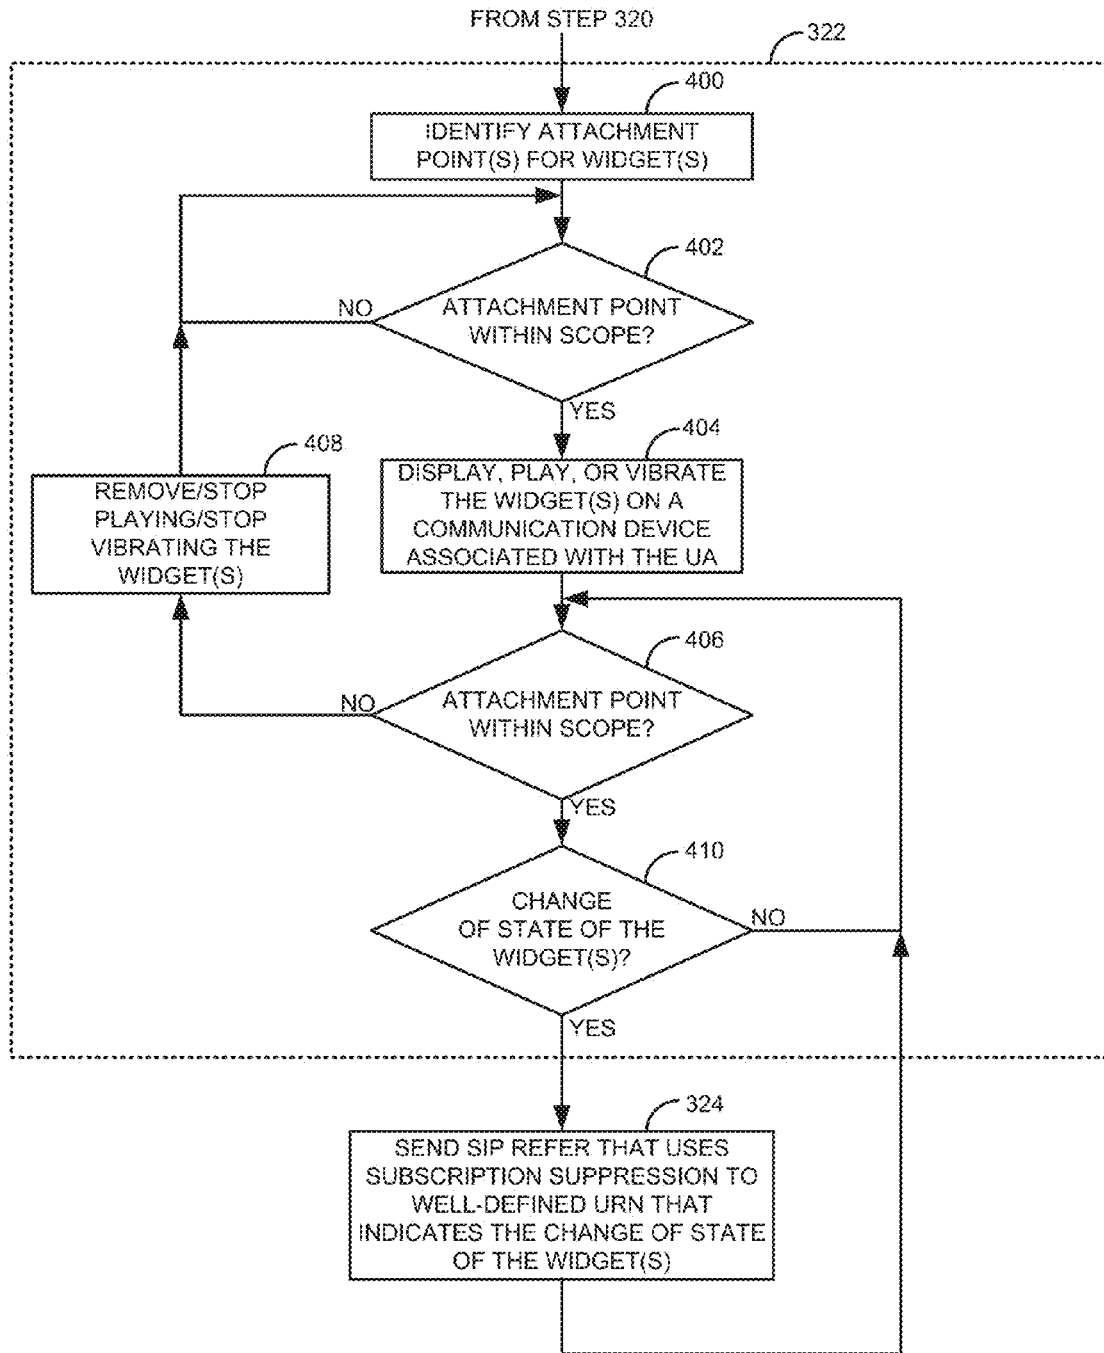 FROM STEP 320
322
400
IDENTIFY ATTACHMENT
POINT(S) FOR WIDGET(S)
402
NO
ATTACHMENT POINT
WITHIN SCOPE?
YES
404
408
DISPLAY, PLAY, OR VIBRATE
THE WIDGET(S) ON A
COMMUNICATION DEVICE
ASSOCIATED WITH THE UA
REMOVE/STOP
PLAYING/STOP
VIBRATING THE
WIDGET(S)
406
NO
ATTACHMENT POINT
WITHIN SCOPE?
YES
410
CHANGE
OF STATE OF THE
WIDGET(S)?
NO
YES
324
SEND SIP REFER THAT USES
SUBSCRIPTION SUPPRESSION TO
WELL-DEFINED URN THAT
INDICATES THE CHANGE OF STATE
OF THE WIDGET(S)